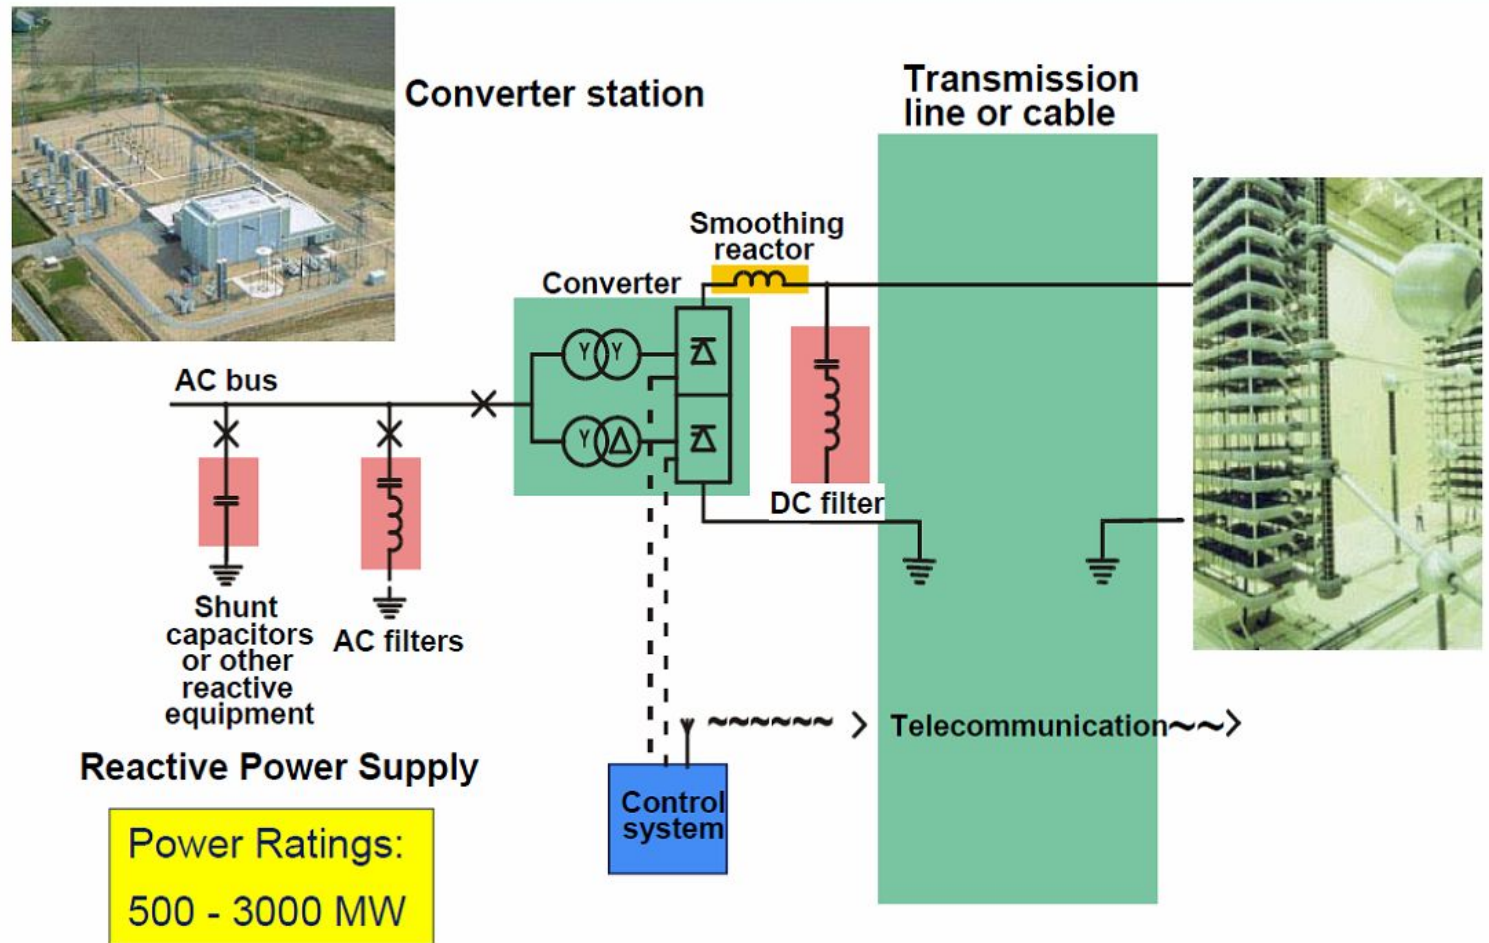 Converter station
Transmission
line or cable
Smoothing
reactor
Converter
AC bus
Y Y
Y Δ
DC filter
Shunt
capacitors
or other
reactive
equipment
AC filters
Telecommunication
Reactive Power Supply
Control
system
Power Ratings:
500 - 3000 MW